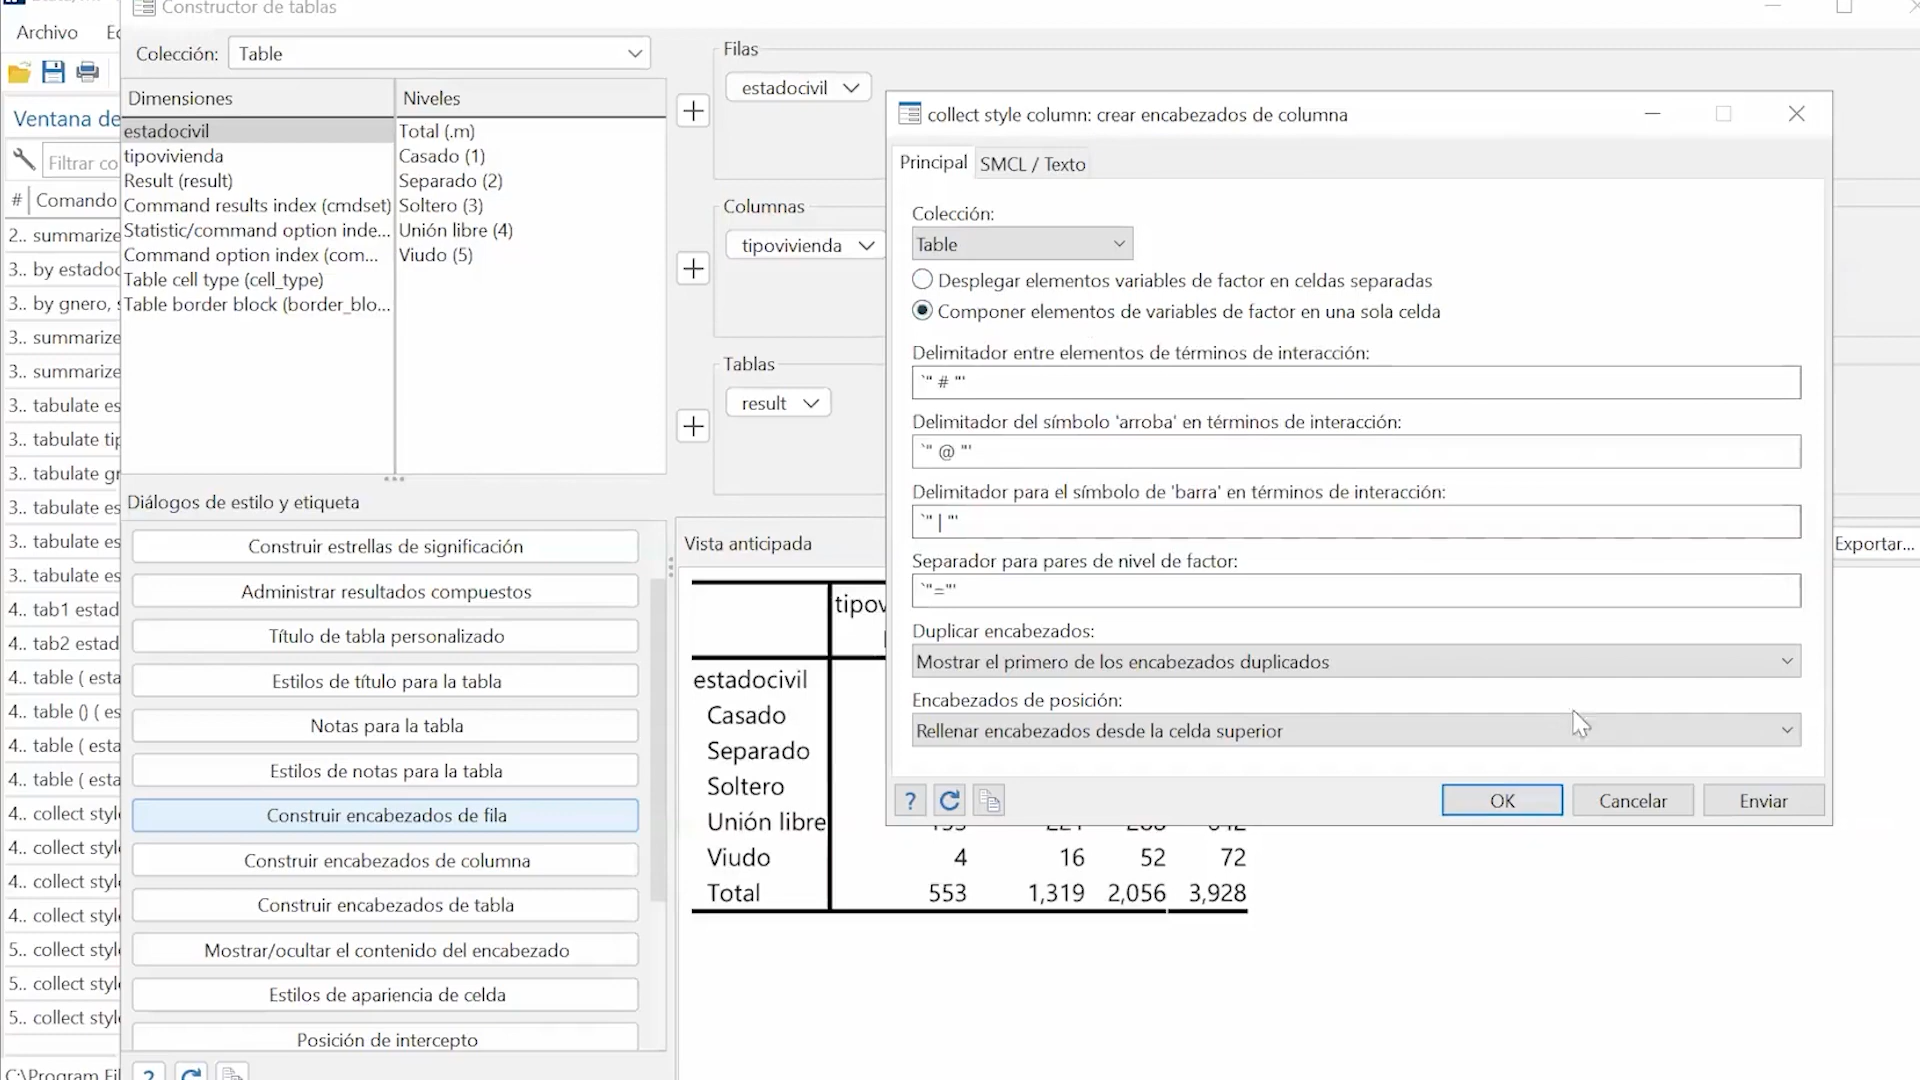 Constructor de tablas
Archivo
Colección: Table
Filas
estadocivil
Dimensiones
Niveles
estadocivil
tipovivienda
Result (result)
Command results index (cmdset)
Statistic/command option inde...
Command option index (com...
Table cell type (cell_type)
Table border block (border_blo...
Total (.m)
Casado (1)
Separado (2)
Soltero (3)
Unión libre (4)
Viudo (5)
Columnas
tipovivienda
Tablas
result
Ventana de
Filtrar co
# Comando
2.. summarize
3.. by estadoc
3.. by gnero, s
3.. summarize
3.. summarize
3.. tabulate es
3.. tabulate tip
3.. tabulate gr
3.. tabulate es
3.. tabulate es
3.. tabulate es
4.. tab1 estad
4.. tab2 estad
4.. table ( esta
4.. table () ( es
4.. table ( esta
4.. table ( esta
4.. collect style
4.. collect style
4.. collect style
4.. collect style
5.. collect style
5.. collect style
5.. collect style
C:\Program Fil
Diálogos de estilo y etiqueta
Construir estrellas de significación
Administrar resultados compuestos
Título de tabla personalizado
Estilos de título para la tabla
Notas para la tabla
Estilos de notas para la tabla
Construir encabezados de fila
Construir encabezados de columna
Construir encabezados de tabla
Mostrar/ocultar el contenido del encabezado
Estilos de apariencia de celda
Posición de intercepto
?
Vista anticipada
Exportar...
tipov
estadocivil
Casado
Separado
Soltero
Unión libre
Viudo 4 16 52 72
Total 553 1,319 2,056 3,928
collect style column: crear encabezados de columna
Principal SMCL / Texto
Colección:
Table
Desplegar elementos variables de factor en celdas separadas
Componer elementos de variables de factor en una sola celda
Delimitador entre elementos de términos de interacción:
`" # "'
Delimitador del símbolo 'arroba' en términos de interacción:
`" @ "'
Delimitador para el símbolo de 'barra' en términos de interacción:
`" | "'
Separador para pares de nivel de factor:
`"="'
Duplicar encabezados:
Mostrar el primero de los encabezados duplicados
Encabezados de posición:
Rellenar encabezados desde la celda superior
? OK Cancelar Enviar